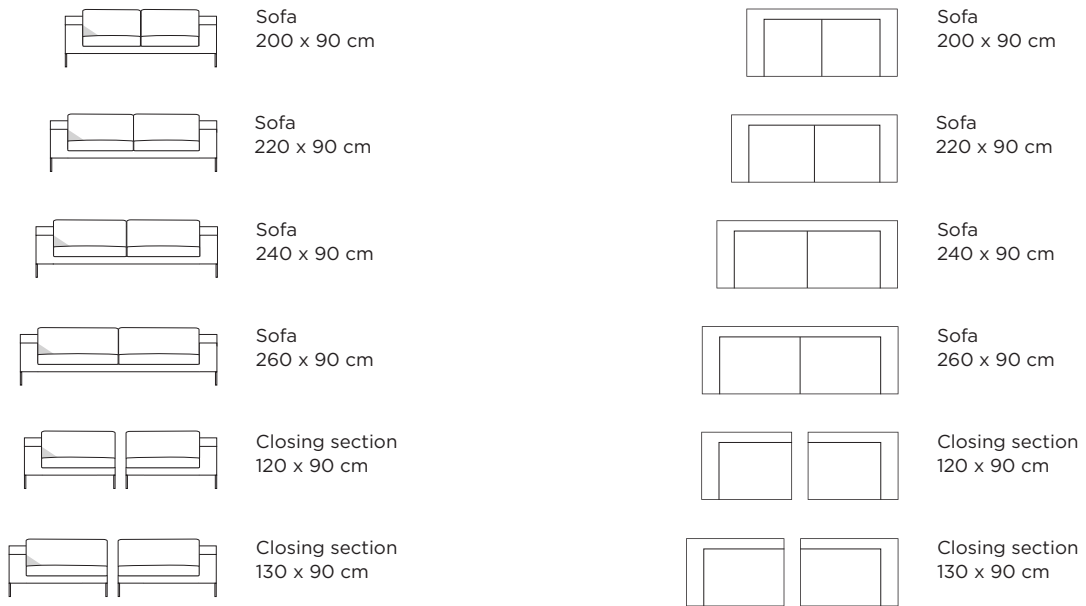 Sofa
200 x 90 cm
Sofa
200 x 90 cm
Sofa
220 x 90 cm
Sofa
220 x 90 cm
Sofa
240 x 90 cm
Sofa
240 x 90 cm
Sofa
260 x 90 cm
Sofa
260 x 90 cm
Closing section
120 x 90 cm
Closing section
120 x 90 cm
Closing section
130 x 90 cm
Closing section
130 x 90 cm